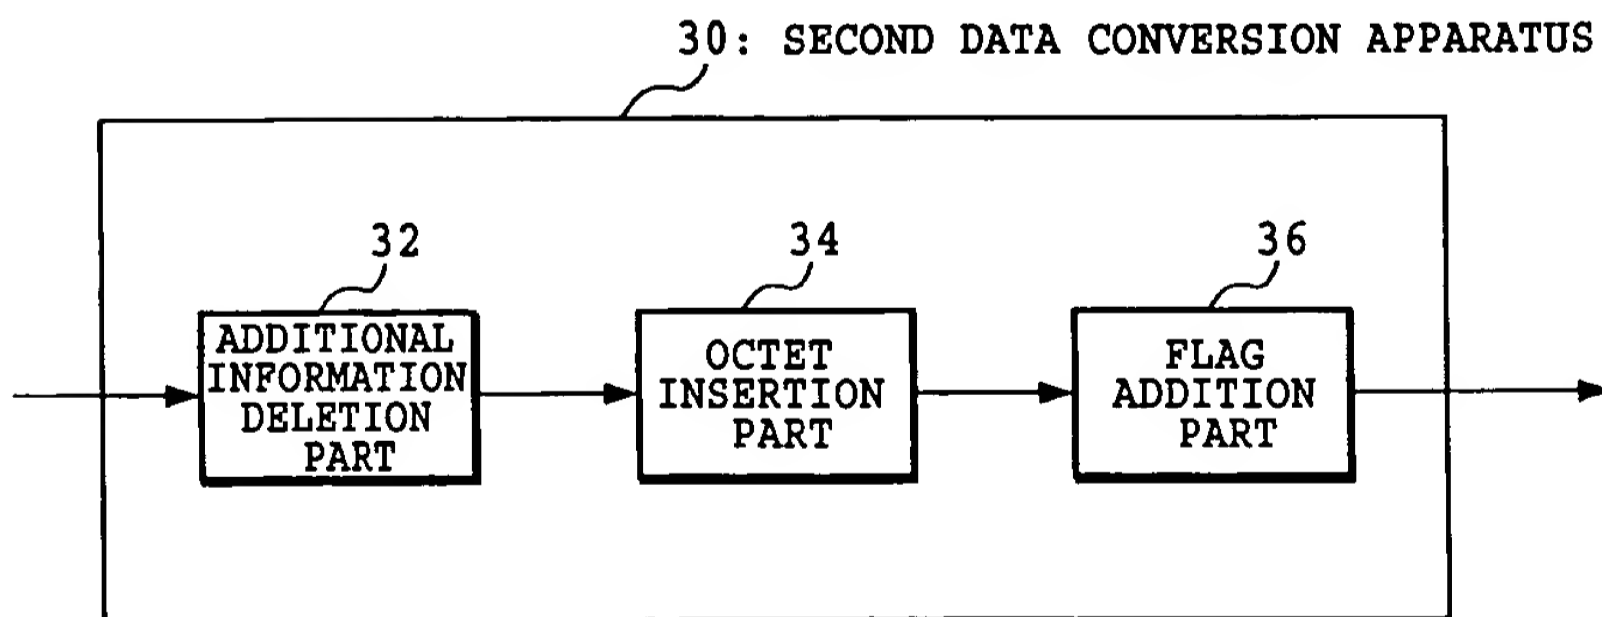 30: SECOND DATA CONVERSION APPARATUS
32
34
36
ADDITIONAL
INFORMATION
DELETION
PART
OCTET
INSERTION
PART
FLAG
ADDITION
PART